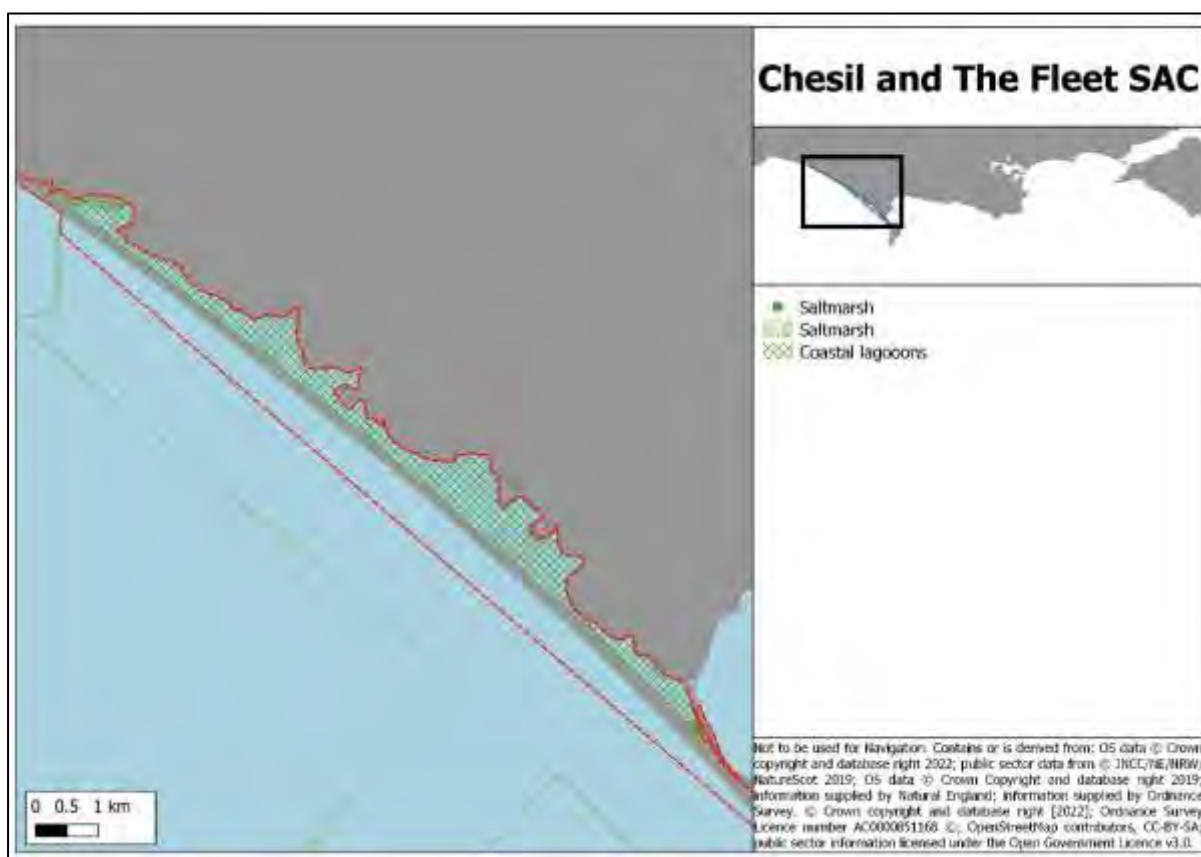 Chesil and The Fleet SAC
Saltmarsh
Saltmarsh
Coastal lagooons
Not to be used for Navigation. Contains or is derived from: OS data © Crown
copyright and database right 2022; public sector data from © JNCC/NE/NRW/
NatureScot 2019; OS data © Crown Copyright and database right 2019;
information supplied by Natural England; information supplied by Ordnance
Survey. © Crown copyright and database right [2022]; Ordnance Survey
Licence number AC0000851168 ©; OpenStreetMap contributors, CC-BY-SA;
public sector information licensed under the Open Government Licence v3.0.
0 0.5 1 km